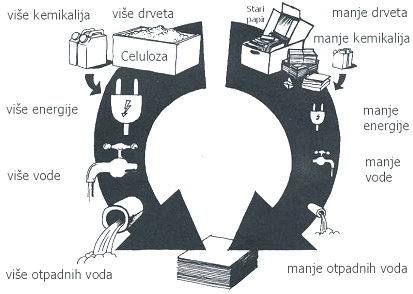 više kemikalija
više drveta
Celuloza
više energije
više vode
više otpadnih voda
Stari
papir
manje drveta
manje kemikalija
manje
energije
manje
vode
manje otpadnih voda